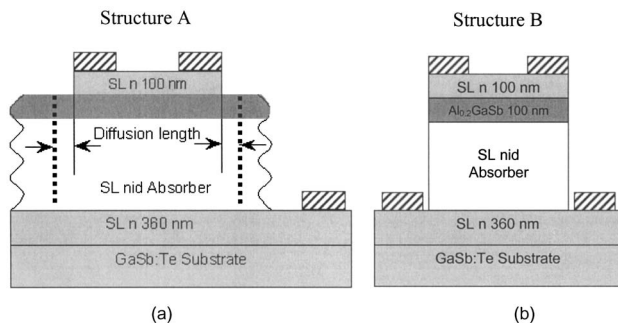 Structure A
Structure B
SL n 100 nm
Diffusion length
SL nid Absorber
SL n 360 nm
GaSb:Te Substrate
(a)
SL n 100 nm
Al0.2GaSb 100 nm
SL nid
Absorber
SL n 360 nm
GaSb:Te Substrate
(b)